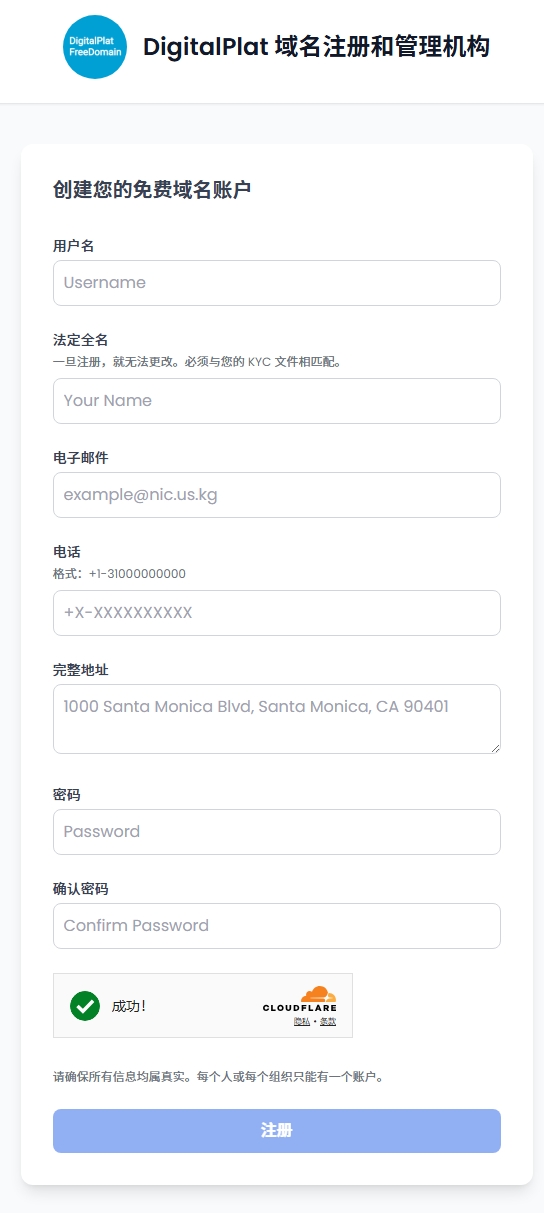 DigitalPlat
FreeDomain
DigitalPlat 域名注册和管理机构
创建您的免费域名账户
用户名
Username
法定全名
一旦注册，就无法更改。必须与您的 KYC 文件相匹配。
Your Name
电子邮件
example@nic.us.kg
电话
格式：+1-31000000000
+X-XXXXXXXXXX
完整地址
1000 Santa Monica Blvd, Santa Monica, CA 90401
密码
Password
确认密码
Confirm Password
成功！
CLOUDFLARE
隐私 • 条款
请确保所有信息均属真实。每个人或每个组织只能有一个账户。
注册